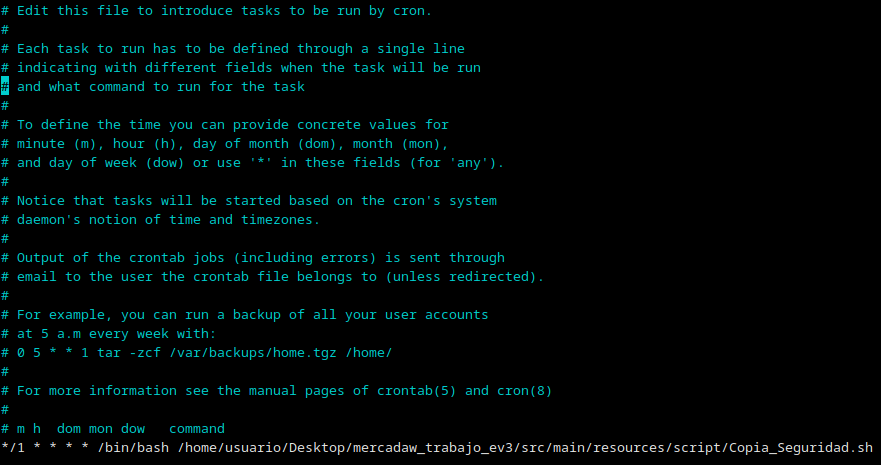 # Edit this file to introduce tasks to be run by cron.
#
# Each task to run has to be defined through a single line
# indicating with different fields when the task will be run
# and what command to run for the task
#
# To define the time you can provide concrete values for
# minute (m), hour (h), day of month (dom), month (mon),
# and day of week (dow) or use '*' in these fields (for 'any').
#
# Notice that tasks will be started based on the cron's system
# daemon's notion of time and timezones.
#
# Output of the crontab jobs (including errors) is sent through
# email to the user the crontab file belongs to (unless redirected).
#
# For example, you can run a backup of all your user accounts
# at 5 a.m every week with:
# 0 5 * * 1 tar -zcf /var/backups/home.tgz /home/
#
# For more information see the manual pages of crontab(5) and cron(8)
#
# m h  dom mon dow   command
*/1 * * * * /bin/bash /home/usuario/Desktop/mercadaw_trabajo_ev3/src/main/resources/script/Copia_Seguridad.sh